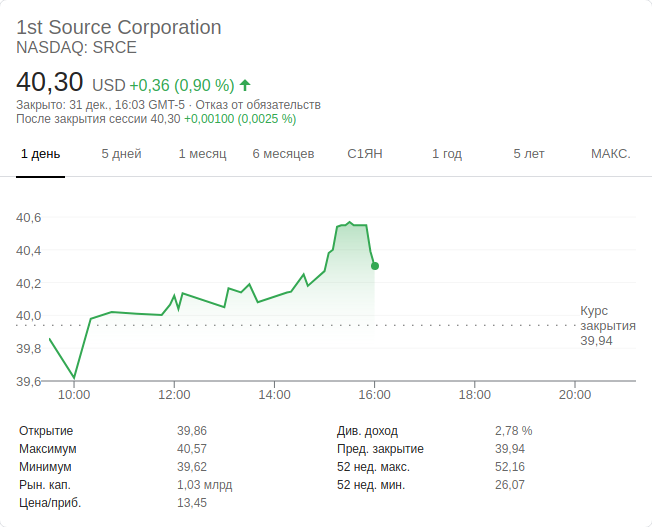 1st Source Corporation
NASDAQ: SRCE
40,30 USD +0,36 (0,90 %)
Закрыто: 31 дек., 16:03 GMT-5 · Отказ от обязательств
После закрытия сессии 40,30 +0,00100 (0,0025 %)
1 день 5 дней 1 месяц 6 месяцев С1ЯН 1 год 5 лет МАКС.
40,6
40,4
40,2
40,0
39,8
39,6
Курс
закрытия
39,94
10:00 12:00 14:00 16:00 18:00 20:00
Открытие 39,86 Див. доход 2,78 %
Максимум 40,57 Пред. закрытие 39,94
Минимум 39,62 52 нед. макс. 52,16
Рын. кап. 1,03 млрд 52 нед. мин. 26,07
Цена/приб. 13,45